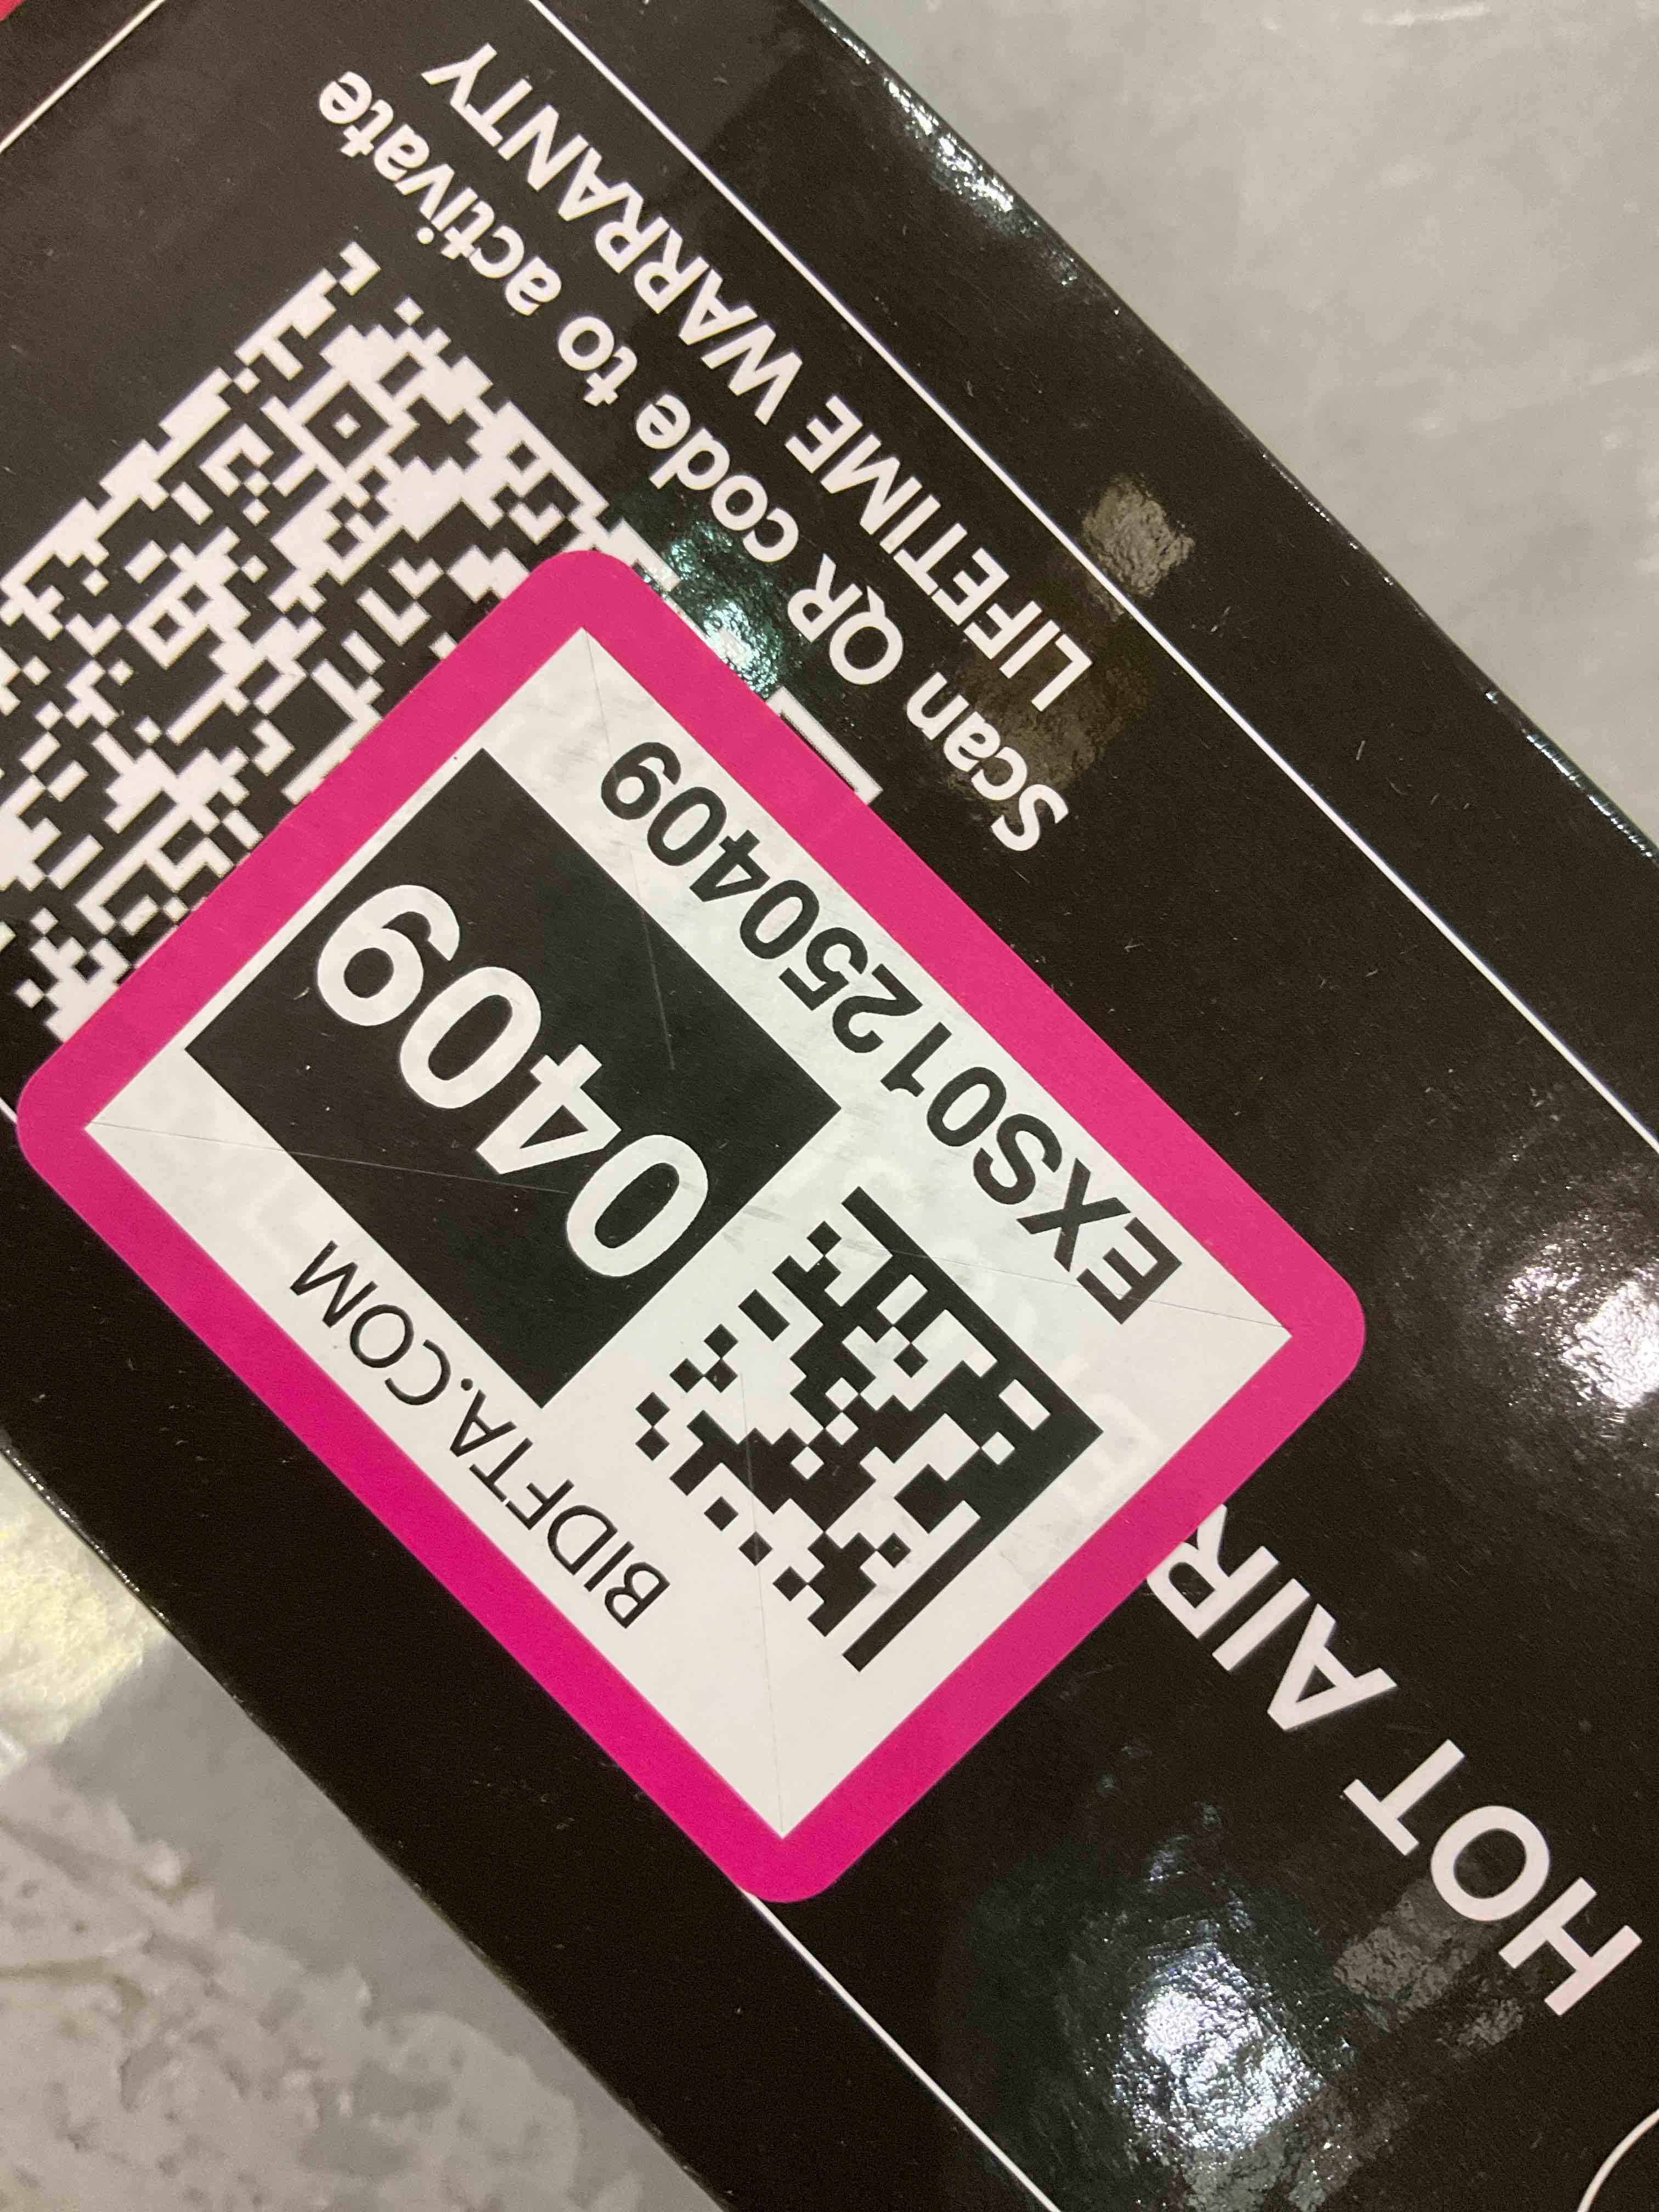 Scan QR code to activate
LIFETIME WARRANTY
EXS01250409
0409
BIDFTA.COM
HOT AIR